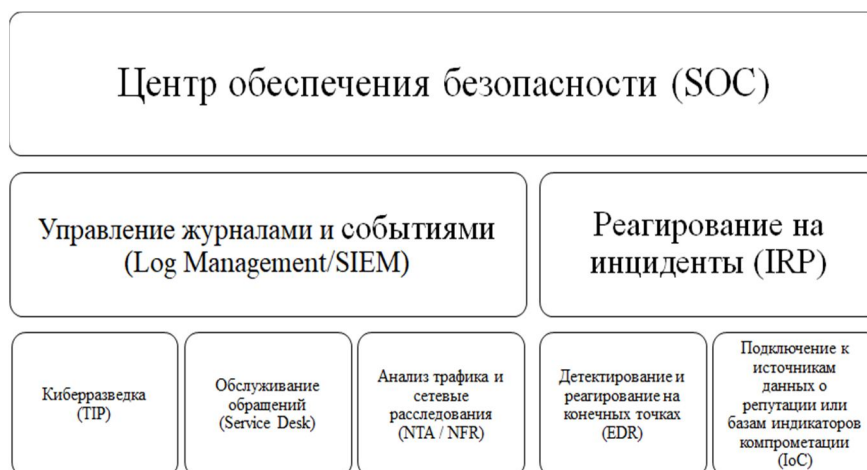 Центр обеспечения безопасности (SOC)
Управление журналами и событиями
(Log Management/SIEM)
Реагирование на
инциденты (IRP)
Киберразведка
(TIP)
Обслуживание
обращений
(Service Desk)
Анализ трафика и
сетевые
расследования
(NTA / NFR)
Детектирование и
реагирование на
конечных точках
(EDR)
Подключение к
источникам
данных о
репутации или
базам индикаторов
компрометации
(IoC)